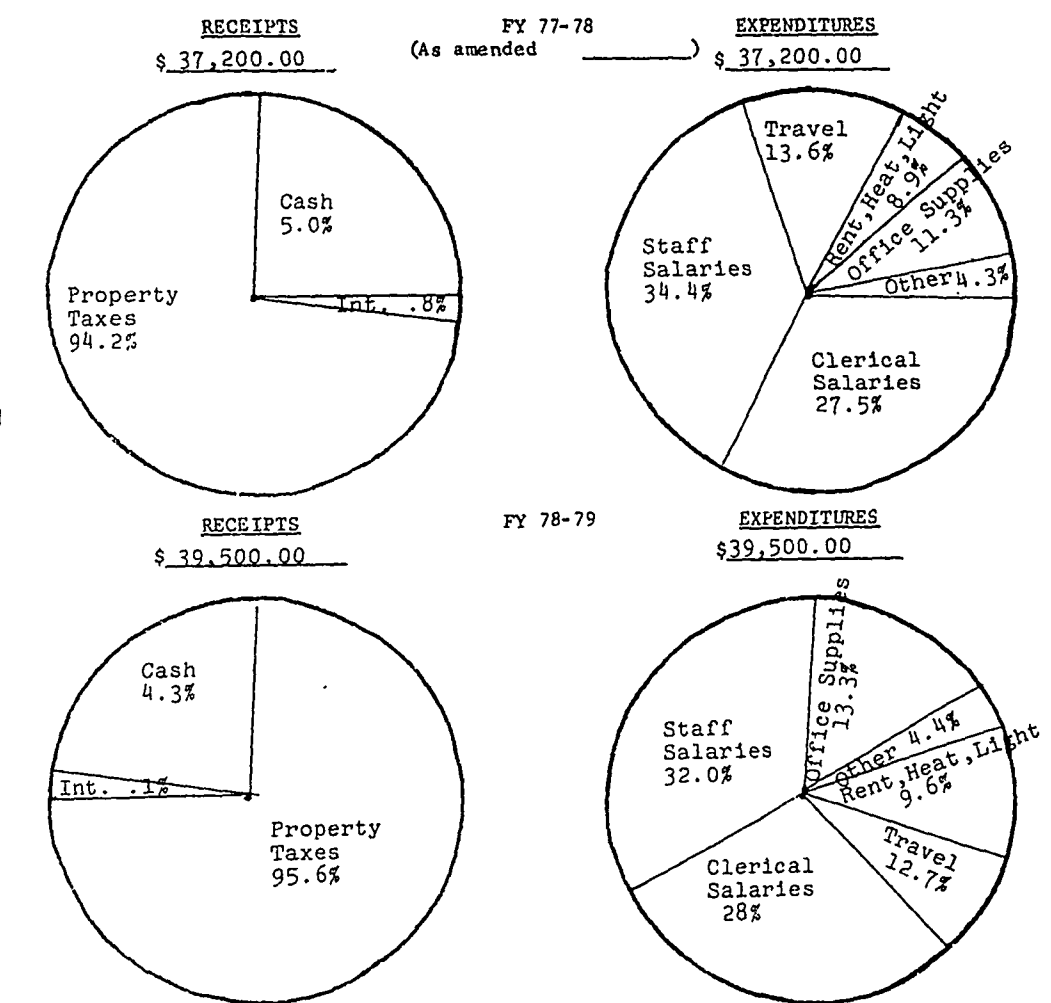 RECEIPTS
$ 37,200.00
FY 77-78
(As amended ________)
EXPENDITURES
$ 37,200.00
Cash
5.0%
Int. .8%
Property
Taxes
94.2%
Travel
13.6%
Rent,Heat,Light
8.9%
Office Supplies
11.3%
Other 4.3%
Clerical
Salaries
27.5%
Staff
Salaries
34.4%
RECEIPTS
$ 39,500.00
FY 78-79
EXPENDITURES
$39,500.00
Cash
4.3%
Int. .1%
Property
Taxes
95.6%
Office Supplies
13.3%
Other 4.4%
Rent,Heat,Light
9.6%
Travel
12.7%
Clerical
Salaries
28%
Staff
Salaries
32.0%